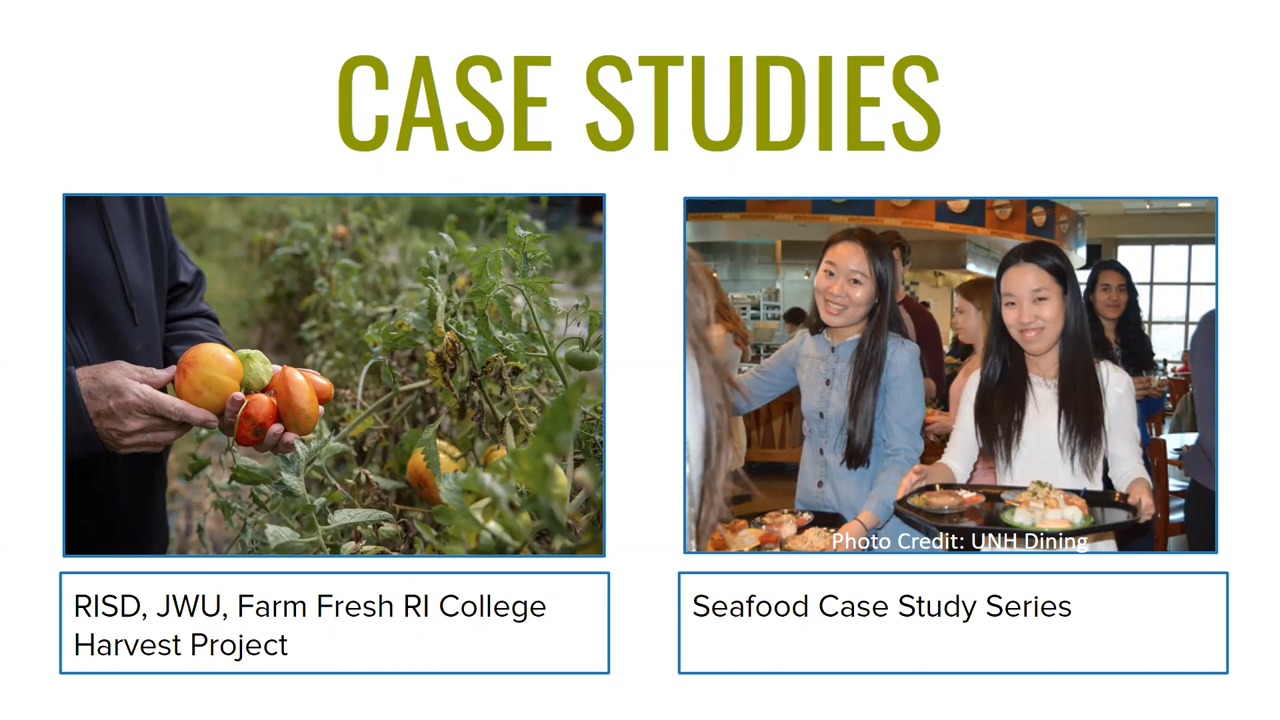 CASE STUDIES
Photo Credit: UNH Dining
RISD, JWU, Farm Fresh RI College
Harvest Project
Seafood Case Study Series